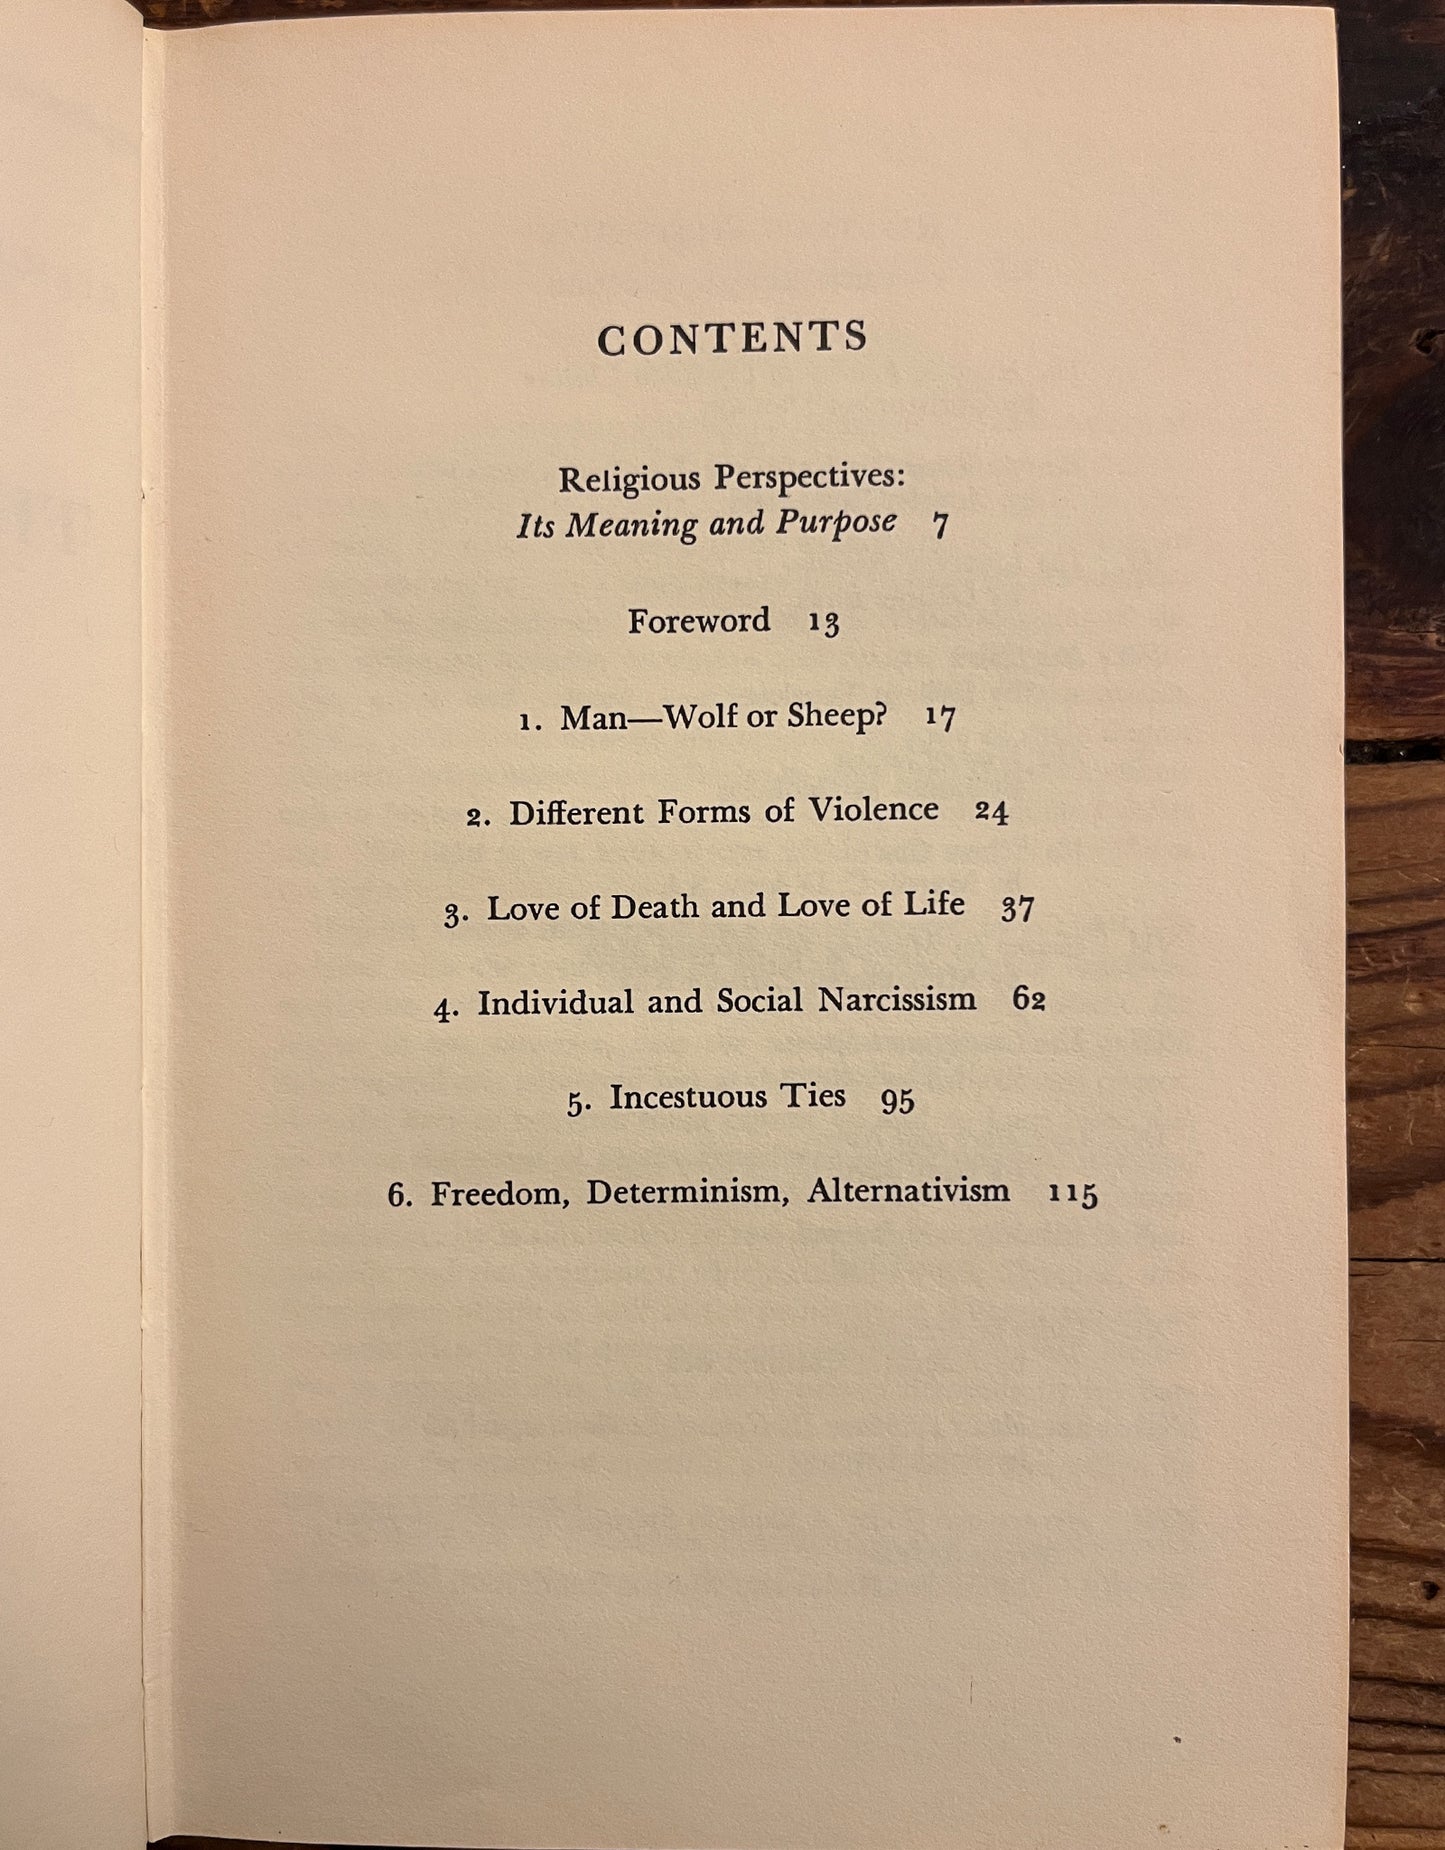 CONTENTS
Religious Perspectives:
Its Meaning and Purpose 7
Foreword 13
1. Man—Wolf or Sheep? 17
2. Different Forms of Violence 24
3. Love of Death and Love of Life 37
4. Individual and Social Narcissism 62
5. Incestuous Ties 95
6. Freedom, Determinism, Alternativism 115